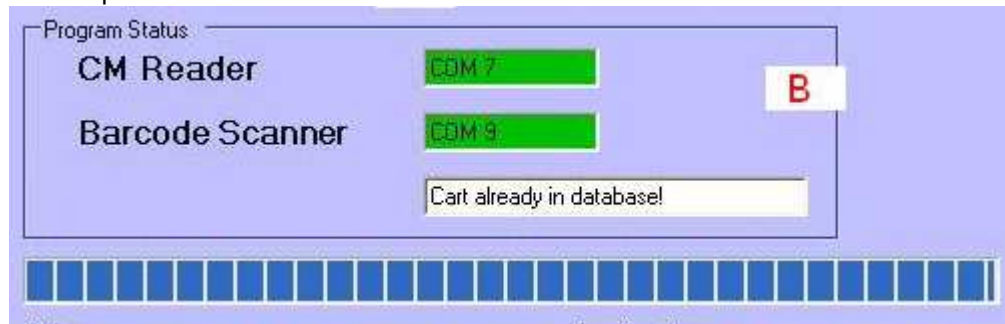 Program Status
CM Reader
COM 7
B
Barcode Scanner
COM 9
Cart already in database!